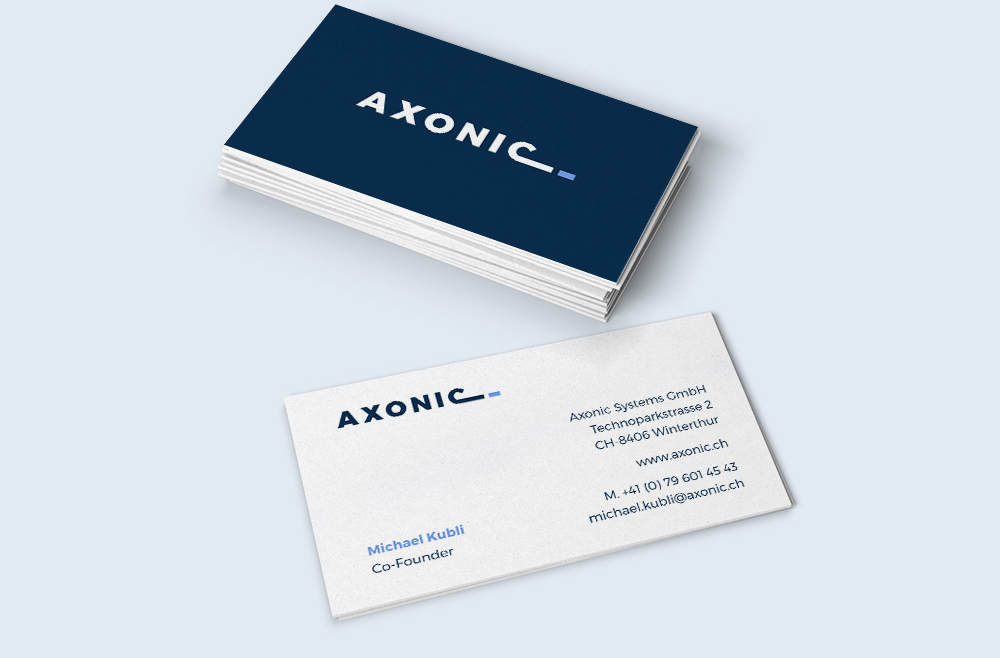 AXONIC
AXONIC
Axonic Systems GmbH
Technoparkstrasse 2
CH-8406 Winterthur
www.axonic.ch
M. +41 (0) 79 601 45 43
michael.kubli@axonic.ch
Michael Kubli
Co-Founder